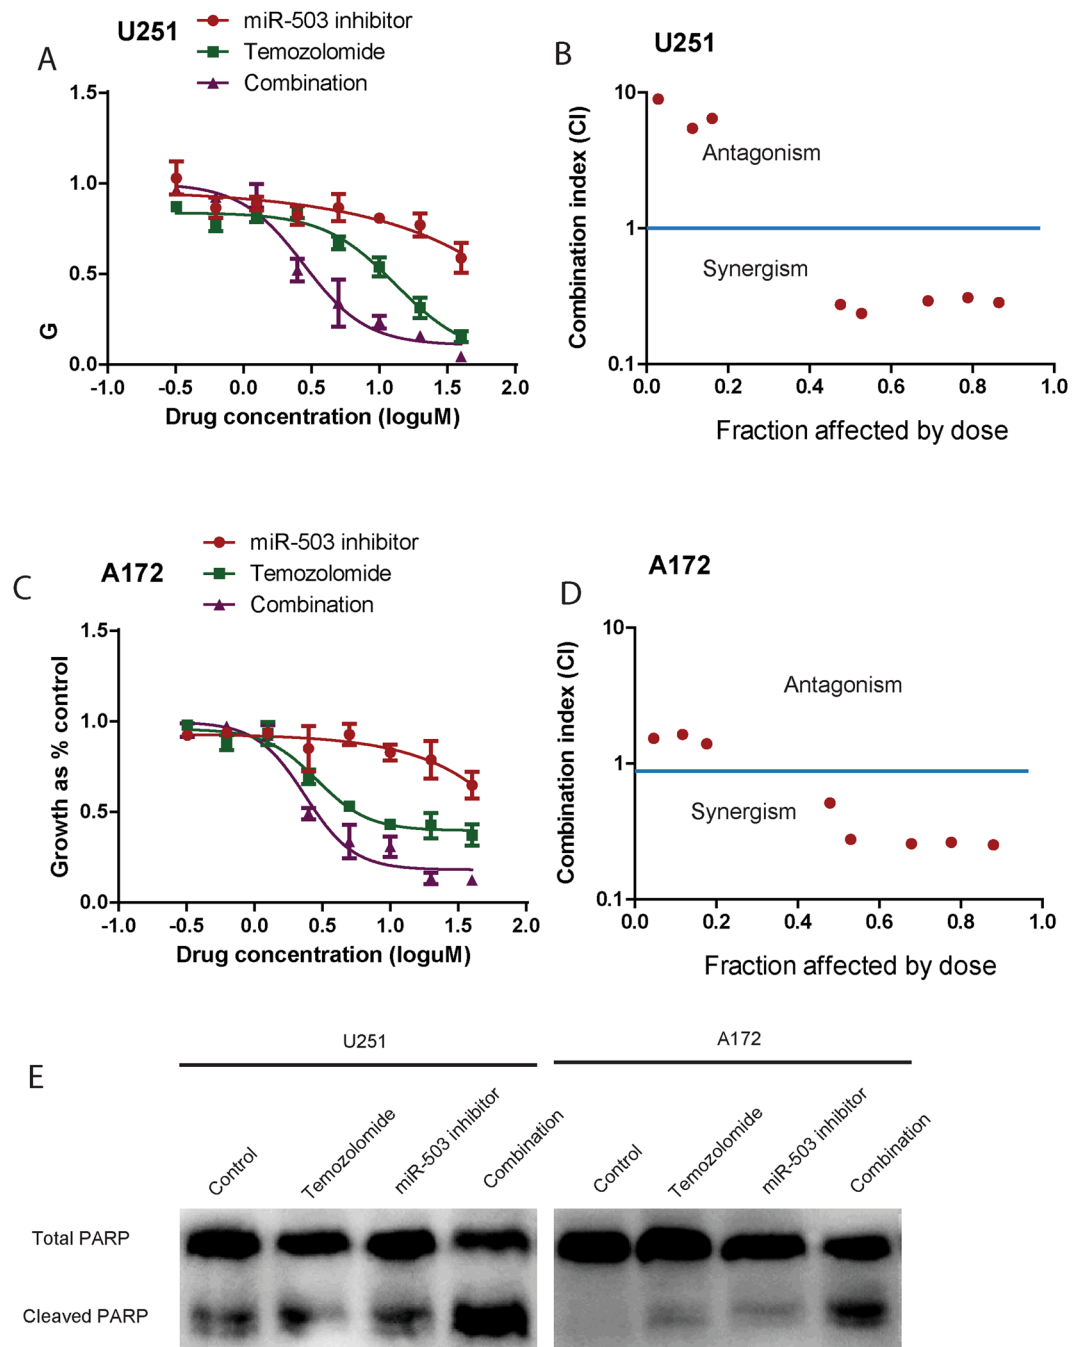 A
U251
miR-503 inhibitor
Temozolomide
Combination
1.5
1.0
0.5
0.0
G
-1.0 -0.5 0.0 0.5 1.0 1.5 2.0
Drug concentration (loguM)
B
U251
Combination index (CI)
10
1
0.1
Antagonism
Synergism
0.0 0.2 0.4 0.6 0.8 1.0
Fraction affected by dose
C
A172
miR-503 inhibitor
Temozolomide
Combination
Growth as % control
1.5
1.0
0.5
0.0
-1.0 -0.5 0.0 0.5 1.0 1.5 2.0
Drug concentration (loguM)
D
A172
Combination index (CI)
10
1
0.1
Antagonism
Synergism
0.0 0.2 0.4 0.6 0.8 1.0
Fraction affected by dose
E
U251
A172
Control
Temozolomide
miR-503 inhibitor
Combination
Control
Temozolomide
miR-503 inhibitor
Combination
Total PARP
Cleaved PARP